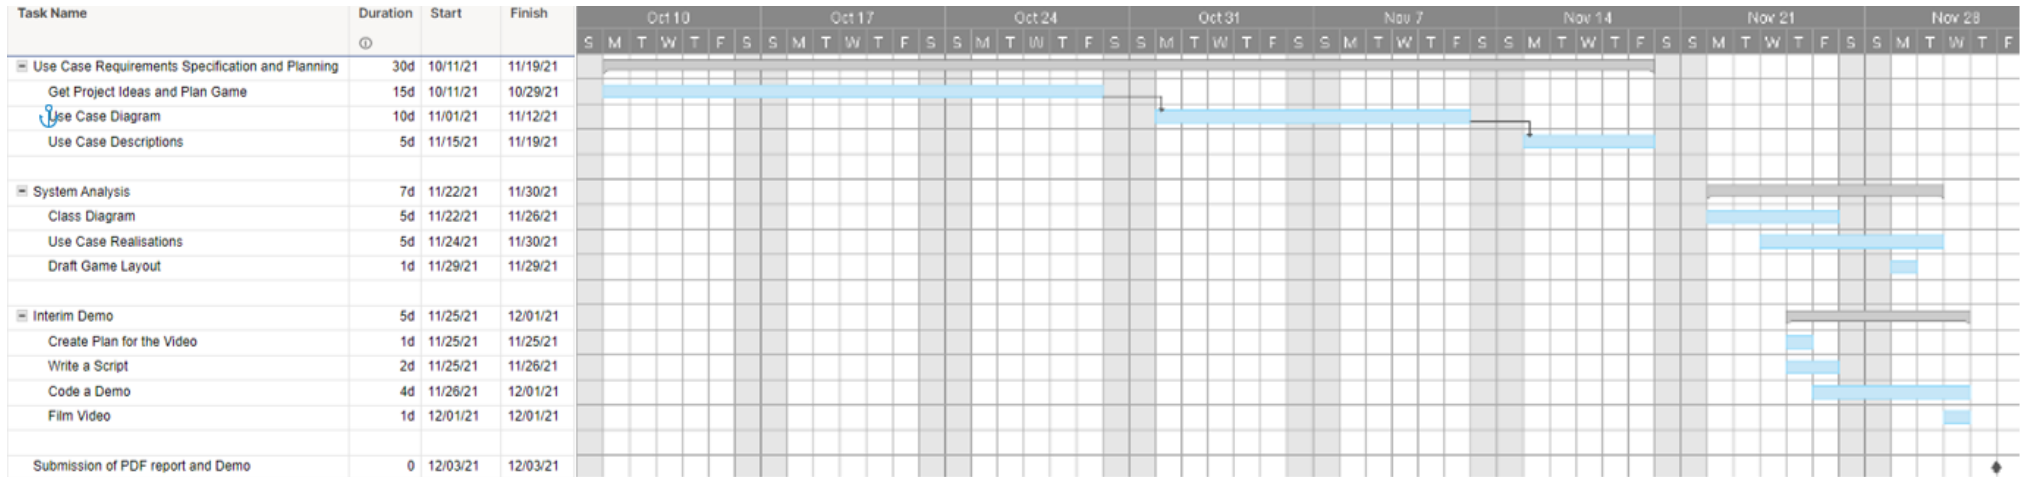 Task Name Duration Start Finish Oct 10 Oct 17 Oct 24 Oct 31 Nov 7 Nov 14 Nov 21 Nov 28
S M T W T F S S M T W T F S S M T W T F S S M T W T F S S M T W T F S S M T W T F S S M T W T F S S M T W T F
Use Case Requirements Specification and Planning 30d 10/11/21 11/19/21
Get Project Ideas and Plan Game 15d 10/11/21 10/29/21
Use Case Diagram 10d 11/01/21 11/12/21
Use Case Descriptions 5d 11/15/21 11/19/21
System Analysis 7d 11/22/21 11/30/21
Class Diagram 5d 11/22/21 11/26/21
Use Case Realisations 5d 11/24/21 11/30/21
Draft Game Layout 1d 11/29/21 11/29/21
Interim Demo 5d 11/25/21 12/01/21
Create Plan for the Video 1d 11/25/21 11/25/21
Write a Script 2d 11/25/21 11/26/21
Code a Demo 4d 11/26/21 12/01/21
Film Video 1d 12/01/21 12/01/21
Submission of PDF report and Demo 0 12/03/21 12/03/21